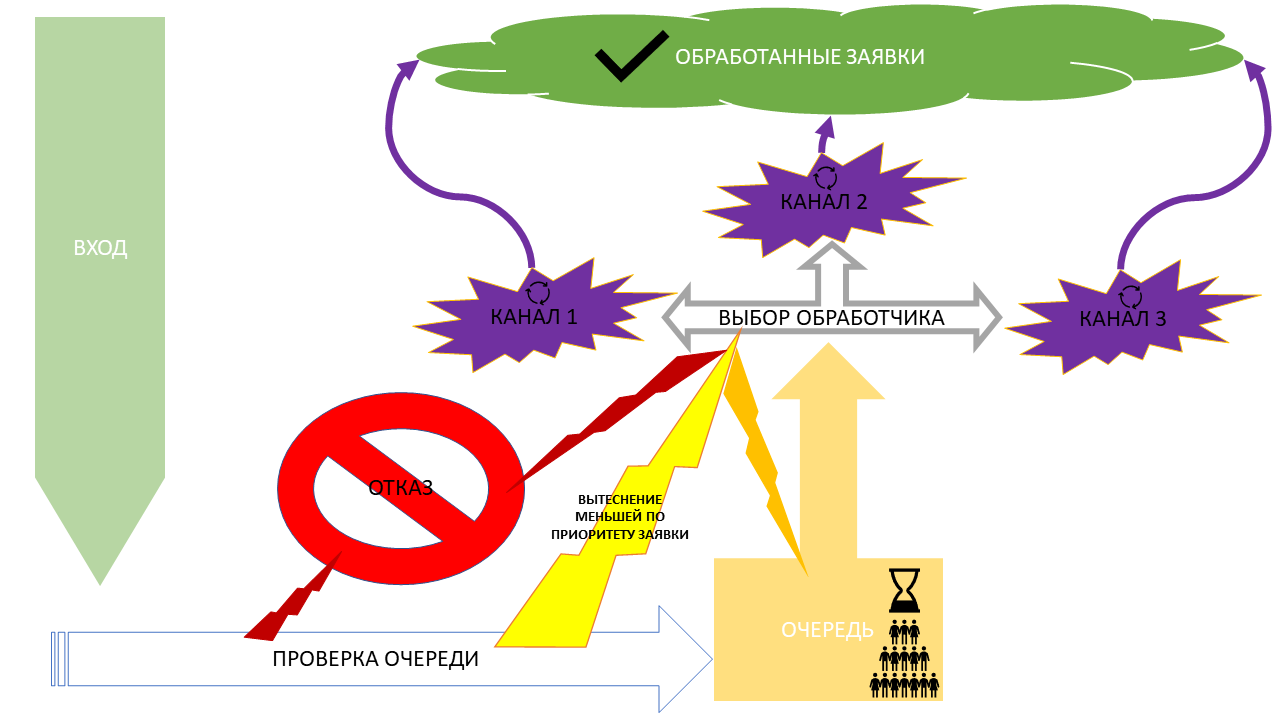 ОБРАБОТАННЫЕ ЗАЯВКИ
КАНАЛ 2
ВХОД
КАНАЛ 1
ВЫБОР ОБРАБОТЧИКА
КАНАЛ 3
ОТКАЗ
ВЫТЕСНЕНИЕ
МЕНЬШЕЙ ПО
ПРИОРИТЕТУ ЗАЯВКИ
ОЧЕРЕДЬ
ПРОВЕРКА ОЧЕРЕДИ